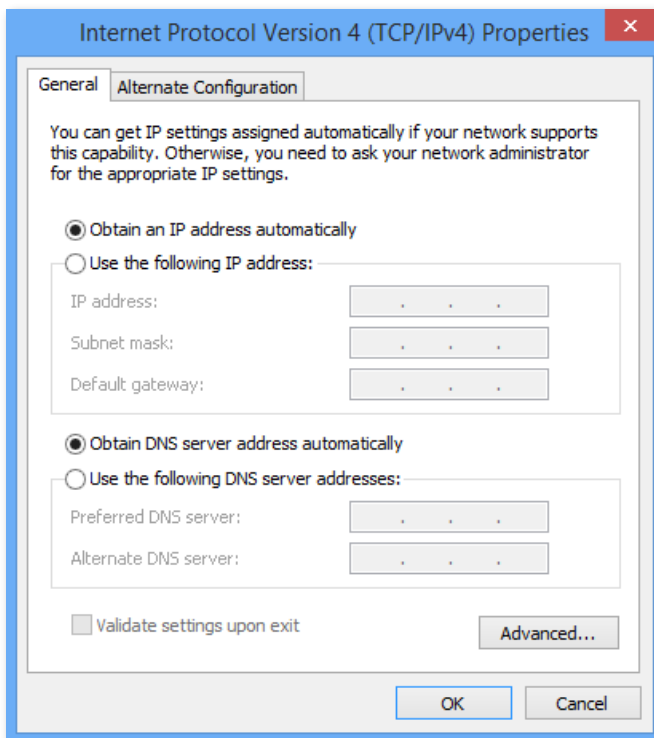 Internet Protocol Version 4 (TCP/IPv4) Properties
General
Alternate Configuration
You can get IP settings assigned automatically if your network supports
this capability. Otherwise, you need to ask your network administrator
for the appropriate IP settings.
Obtain an IP address automatically
Use the following IP address:
IP address:
Subnet mask:
Default gateway:
Obtain DNS server address automatically
Use the following DNS server addresses:
Preferred DNS server:
Alternate DNS server:
Validate settings upon exit
Advanced...
OK
Cancel